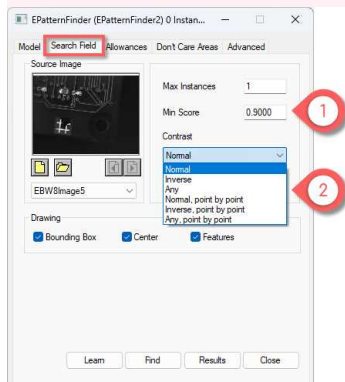 EPatternFinder (EPatternFinder2) 0 Instan...
Model Search Field Allowances Don't Care Areas Advanced
Source Image
Max Instances 1
Min Score 0.9000
1
Contrast
Normal
Normal
Inverse
Any
Normal, point by point
Inverse, point by point
Any, point by point
2
EBW8Image5
Drawing
Bounding Box Center Features
Learn Find Results Close